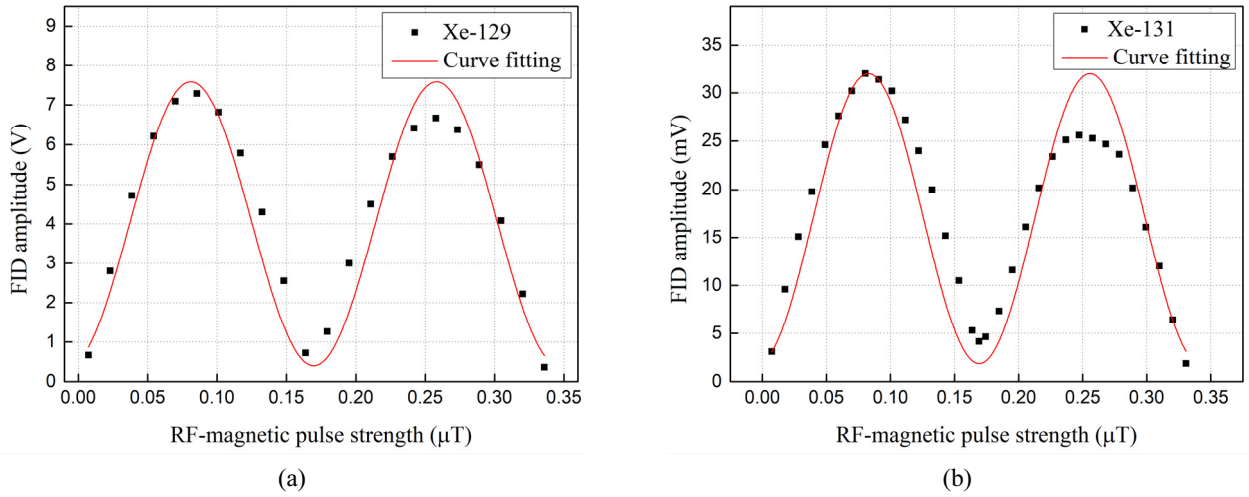 9
8
7
6
5
4
3
2
1
0
FID amplitude (V)
Xe-129
Curve fitting
0.00 0.05 0.10 0.15 0.20 0.25 0.30 0.35
RF-magnetic pulse strength (μT)
(a)
35
30
25
20
15
10
5
0
FID amplitude (mV)
Xe-131
Curve fitting
0.00 0.05 0.10 0.15 0.20 0.25 0.30 0.35
RF-magnetic pulse strength (μT)
(b)